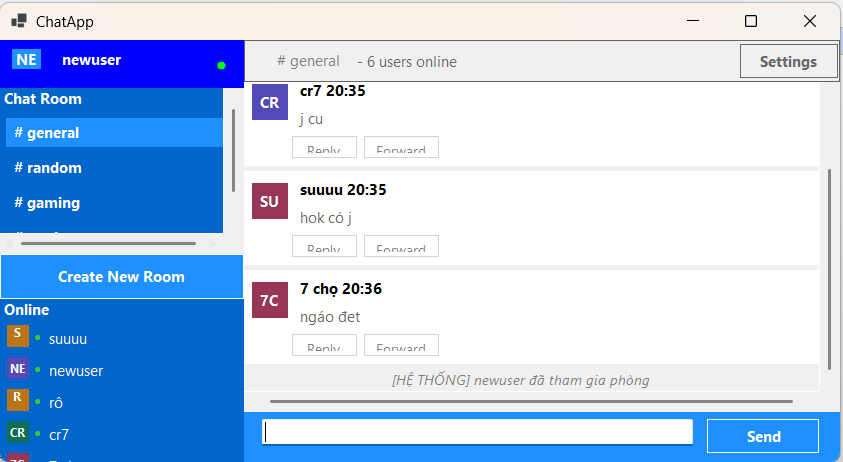 ChatApp
NE newuser
# general - 6 users online
Settings
Chat Room
# general
# random
# gaming
Create New Room
Online
S suuuu
NE newuser
R rô
CR cr7
CR cr7 20:35
j cu
Reply Forward
SU suuuu 20:35
hok có j
Reply Forward
7C 7 chọ 20:36
ngáo đet
Reply Forward
[HỆ THỐNG] newuser đã tham gia phòng
Send